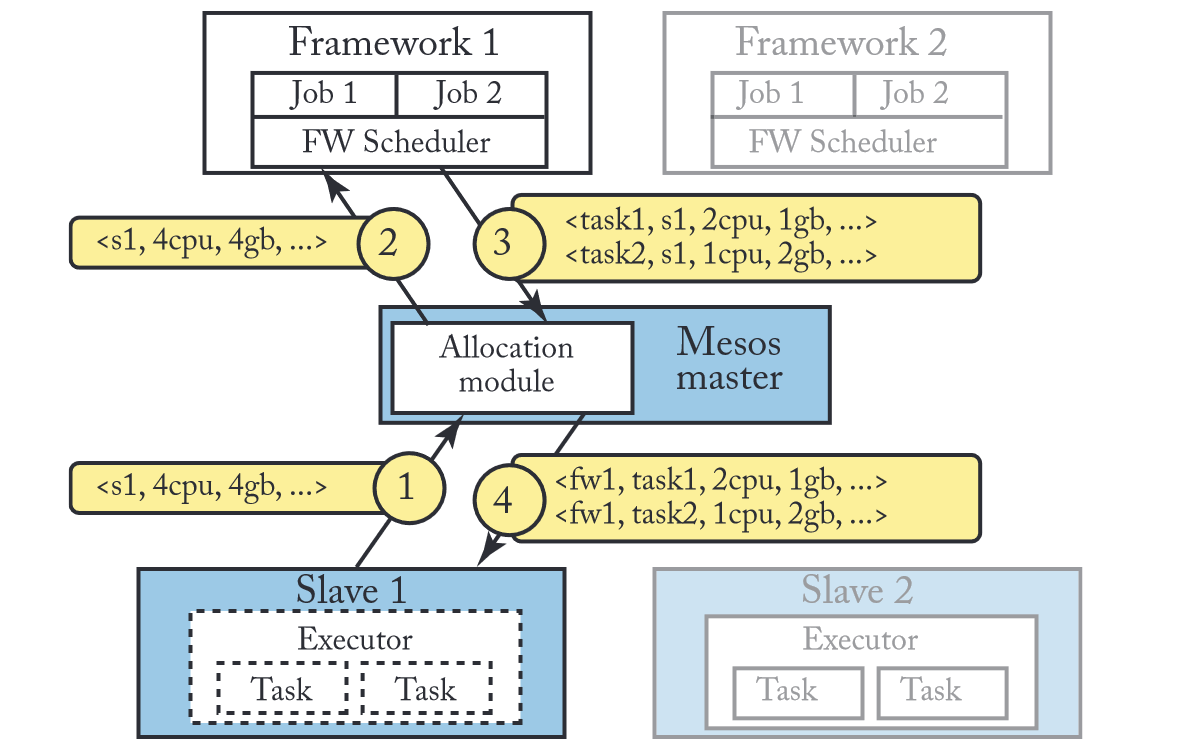 Framework 1
Job 1
Job 2
FW Scheduler
Framework 2
Job 1
Job 2
FW Scheduler
<s1, 4cpu, 4gb, ...>
2
3
<task1, s1, 2cpu, 1gb, ...>
<task2, s1, 1cpu, 2gb, ...>
Allocation
module
Mesos
master
<s1, 4cpu, 4gb, ...>
1
4
<fw1, task1, 2cpu, 1gb, ...>
<fw1, task2, 1cpu, 2gb, ...>
Slave 1
Executor
Task
Task
Slave 2
Executor
Task
Task